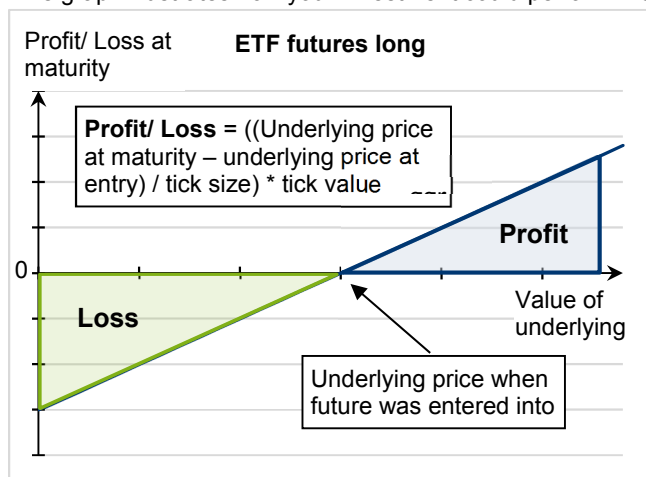 Profit/ Loss at
maturity
ETF futures long
Profit/ Loss = ((Underlying price
at maturity – underlying price at
entry) / tick size) * tick value
0
Profit
Loss
Value of
underlying
Underlying price when
future was entered into